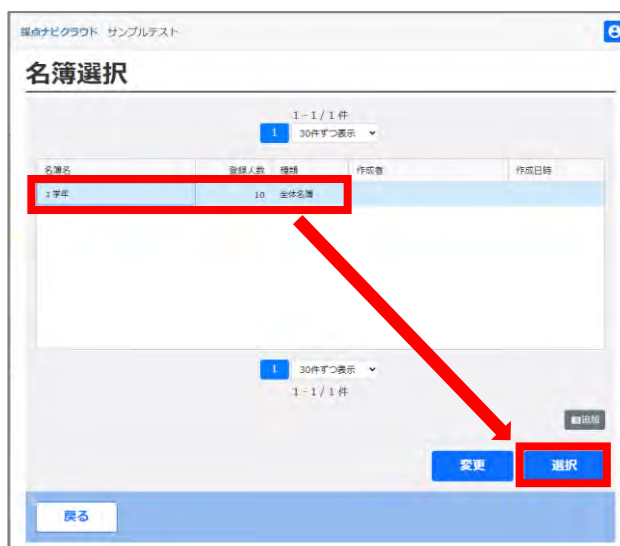 採点ナビクラウド サンプルテスト
名簿選択
1-1/1件
1 30件ずつ表示
名簿名 登録人数 種類 作成者 作成日時
1学年 10 全体名簿
1 30件ずつ表示
1-1/1件
追加
変更 選択
戻る